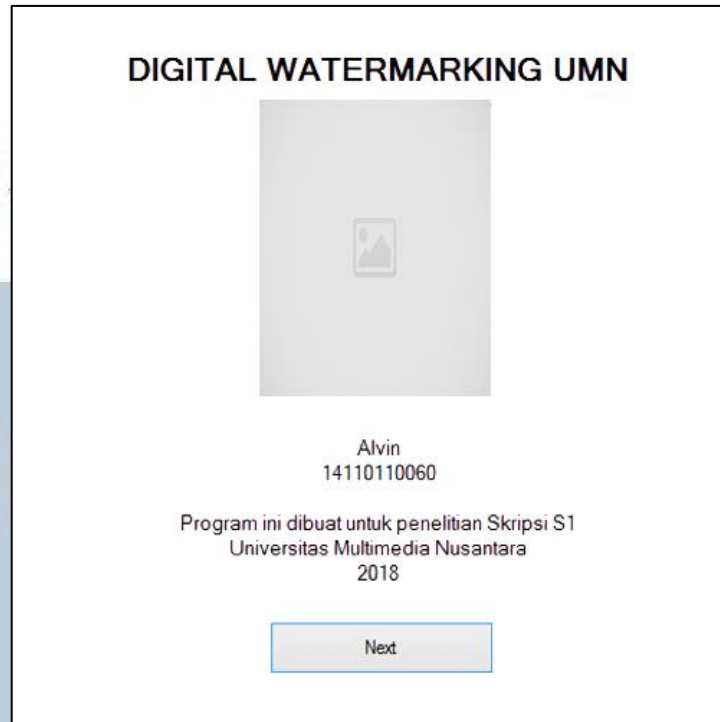 DIGITAL WATERMARKING UMN
Alvin
14110110060
Program ini dibuat untuk penelitian Skripsi S1
Universitas Multimedia Nusantara
2018
Next